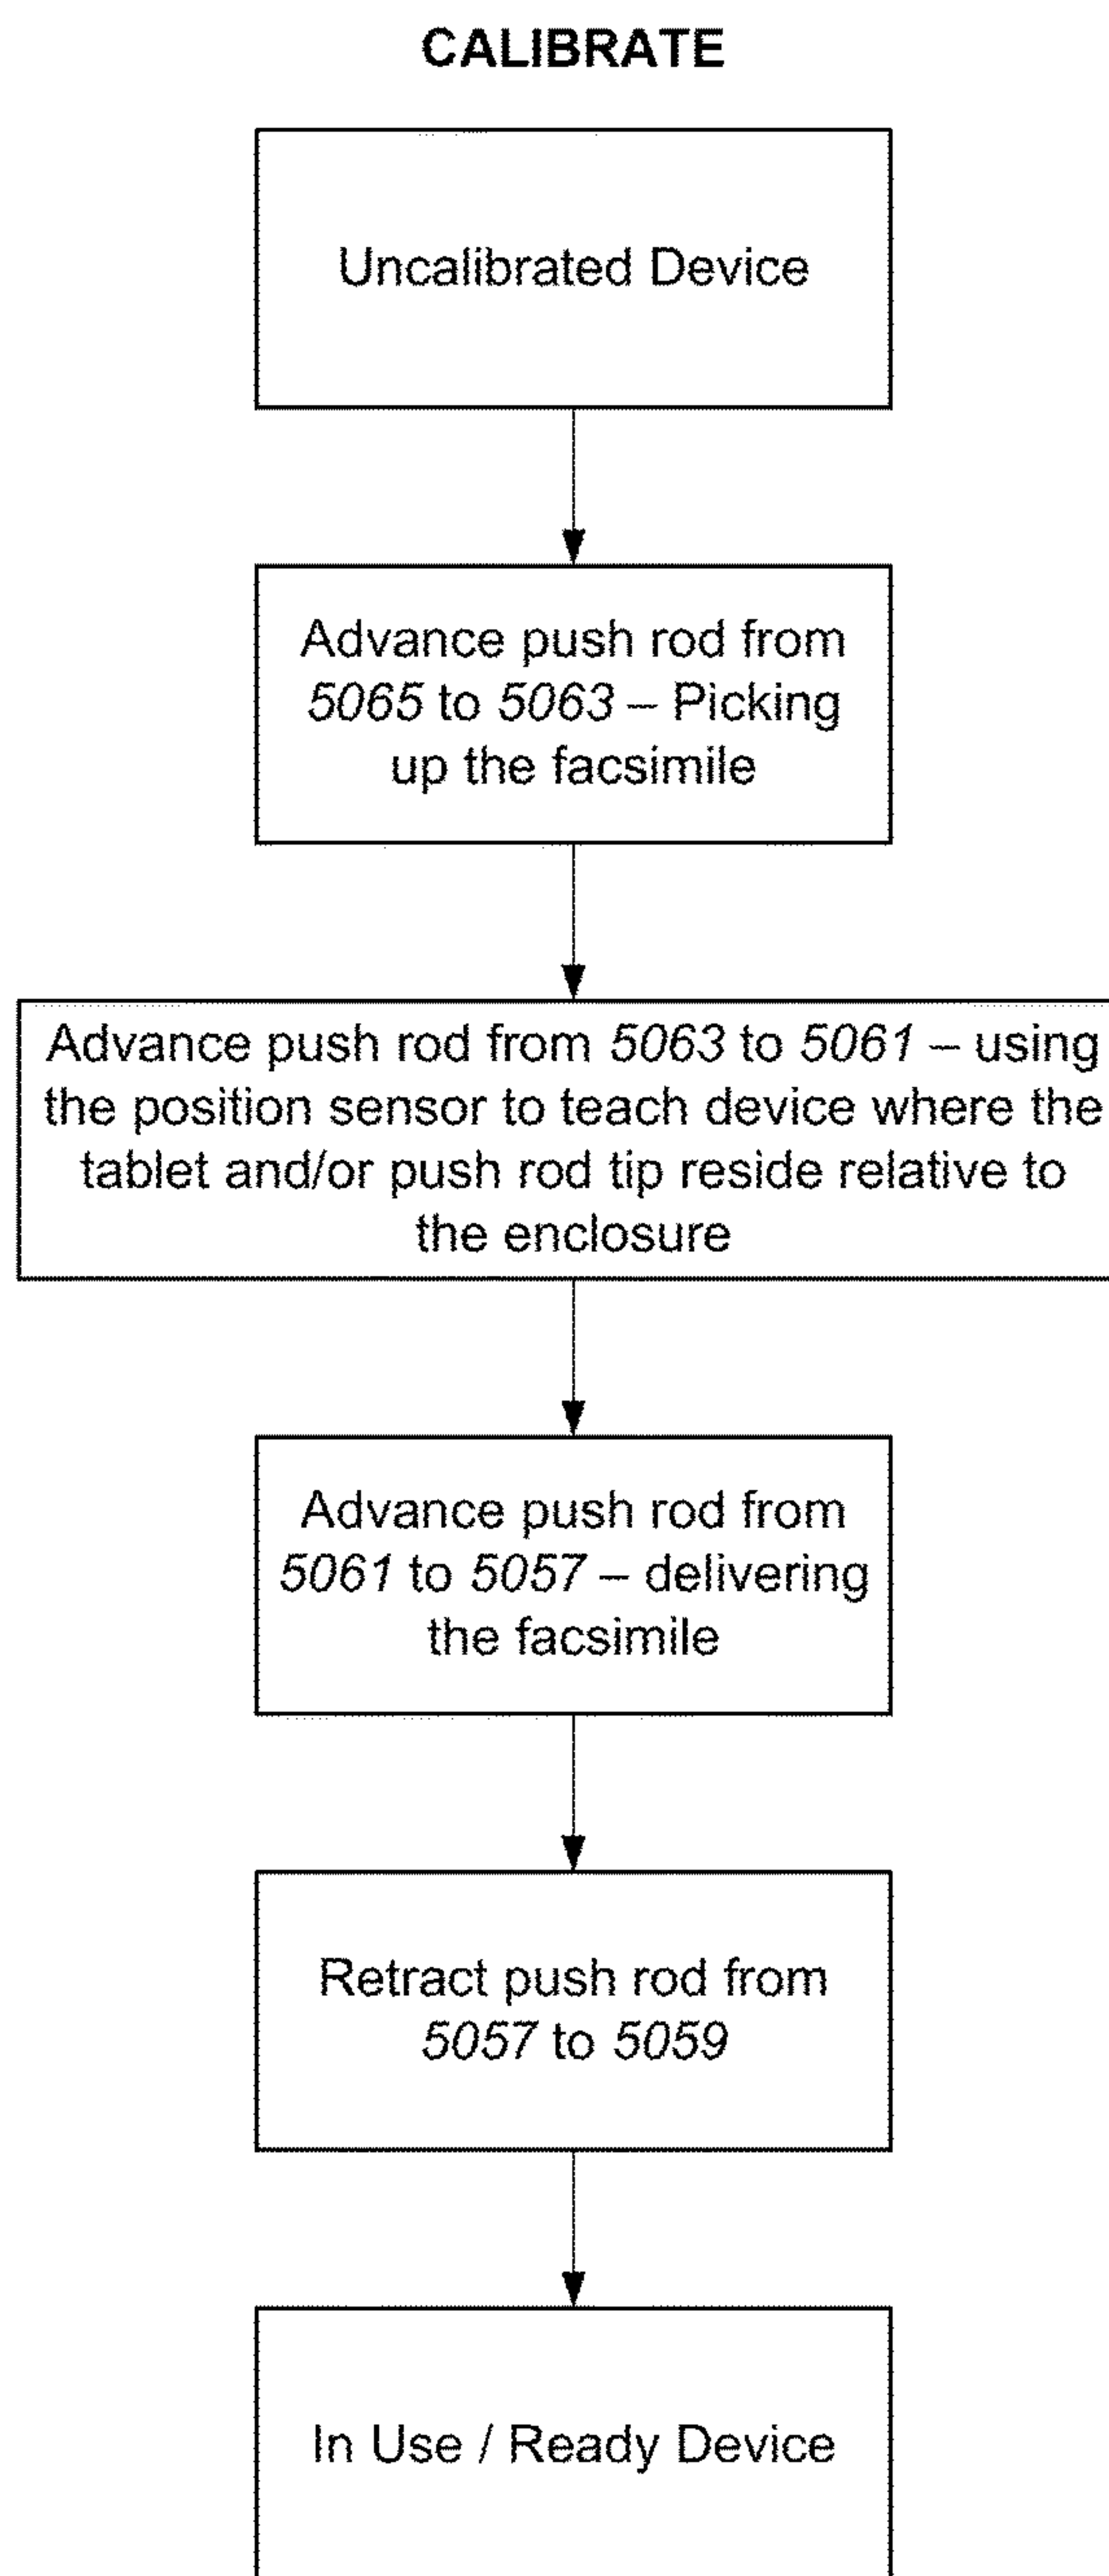 CALIBRATE
Uncalibrated Device
Advance push rod from
5065 to 5063 – Picking
up the facsimile
Advance push rod from 5063 to 5061 – using
the position sensor to teach device where the
tablet and/or push rod tip reside relative to
the enclosure
Advance push rod from
5061 to 5057 – delivering
the facsimile
Retract push rod from
5057 to 5059
In Use / Ready Device